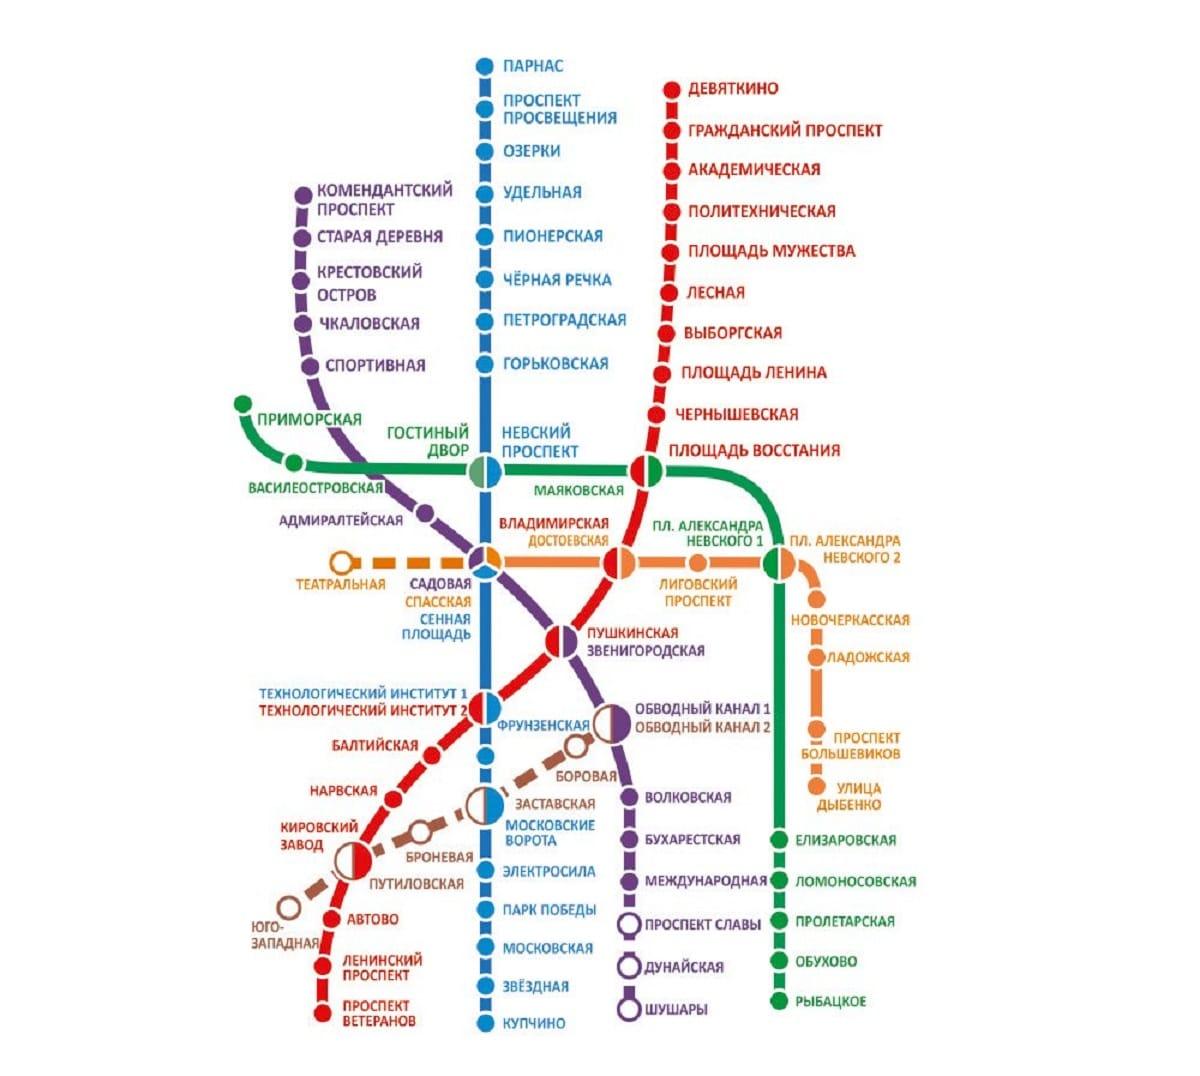 ПАРНАС
ПРОСПЕКТ
ПРОСВЕЩЕНИЯ
ОЗЕРКИ
УДЕЛЬНАЯ
ПИОНЕРСКАЯ
ЧЁРНАЯ РЕЧКА
ПЕТРОГРАДСКАЯ
ГОРЬКОВСКАЯ
НЕВСКИЙ
ПРОСПЕКТ
ДЕВЯТКИНО
ГРАЖДАНСКИЙ ПРОСПЕКТ
АКАДЕМИЧЕСКАЯ
ПОЛИТЕХНИЧЕСКАЯ
ПЛОЩАДЬ МУЖЕСТВА
ЛЕСНАЯ
ВЫБОРГСКАЯ
ПЛОЩАДЬ ЛЕНИНА
ЧЕРНЫШЕВСКАЯ
ПЛОЩАДЬ ВОССТАНИЯ
КОМЕНДАНТСКИЙ
ПРОСПЕКТ
СТАРАЯ ДЕРЕВНЯ
КРЕСТОВСКИЙ
ОСТРОВ
ЧКАЛОВСКАЯ
СПОРТИВНАЯ
ПРИМОРСКАЯ
ГОСТИНЫЙ
ДВОР
ВАСИЛЕОСТРОВСКАЯ
МАЯКОВСКАЯ
АДМИРАЛТЕЙСКАЯ
ВЛАДИМИРСКАЯ
ДОСТОЕВСКАЯ
ПЛ. АЛЕКСАНДРА
НЕВСКОГО 1
ПЛ. АЛЕКСАНДРА
НЕВСКОГО 2
ТЕАТРАЛЬНАЯ
САДОВАЯ
СПАССКАЯ
СЕННАЯ
ПЛОЩАДЬ
ЛИГОВСКИЙ
ПРОСПЕКТ
НОВОЧЕРКАССКАЯ
ЛАДОЖСКАЯ
ПРОСПЕКТ
БОЛЬШЕВИКОВ
УЛИЦА
ДЫБЕНКО
ПУШКИНСКАЯ
ЗВЕНИГОРОДСКАЯ
ТЕХНОЛОГИЧЕСКИЙ ИНСТИТУТ 1
ТЕХНОЛОГИЧЕСКИЙ ИНСТИТУТ 2
ФРУНЗЕНСКАЯ
ОБВОДНЫЙ КАНАЛ 1
ОБВОДНЫЙ КАНАЛ 2
БАЛТИЙСКАЯ
БОРОВАЯ
НАРВСКАЯ
ЗАСТАВСКАЯ
МОСКОВСКИЕ
ВОРОТА
КИРОВСКИЙ
ЗАВОД
БРОНЕВАЯ
ПУТИЛОВСКАЯ
ЮГО-
ЗАПАДНАЯ
АВТОВО
ЛЕНИНСКИЙ
ПРОСПЕКТ
ПРОСПЕКТ
ВЕТЕРАНОВ
ЭЛЕКТРОСИЛА
ПАРК ПОБЕДЫ
МОСКОВСКАЯ
ЗВЁЗДНАЯ
КУПЧИНО
ВОЛКОВСКАЯ
БУХАРЕСТСКАЯ
МЕЖДУНАРОДНАЯ
ПРОСПЕКТ СЛАВЫ
ДУНАЙСКАЯ
ШУШАРЫ
ЕЛИЗАРОВСКАЯ
ЛОМОНОСОВСКАЯ
ПРОЛЕТАРСКАЯ
ОБУХОВО
РЫБАЦКОЕ